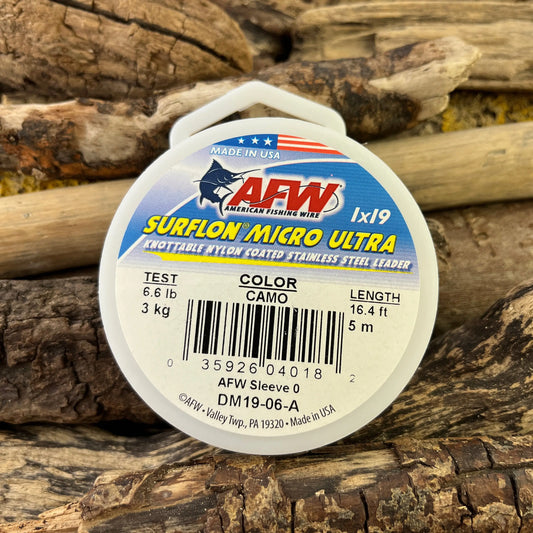 MADE IN USA
AFW
AMERICAN FISHING WIRE
1x19
SURFLON® MICRO ULTRA
KNOTTABLE NYLON COATED STAINLESS STEEL LEADER
TEST
6.6 lb
3 kg
COLOR
CAMO
LENGTH
16.4 ft
5 m
0 35926 04018 2
AFW Sleeve 0
DM19-06-A
©AFW • Valley Twp., PA 19320 • Made in USA